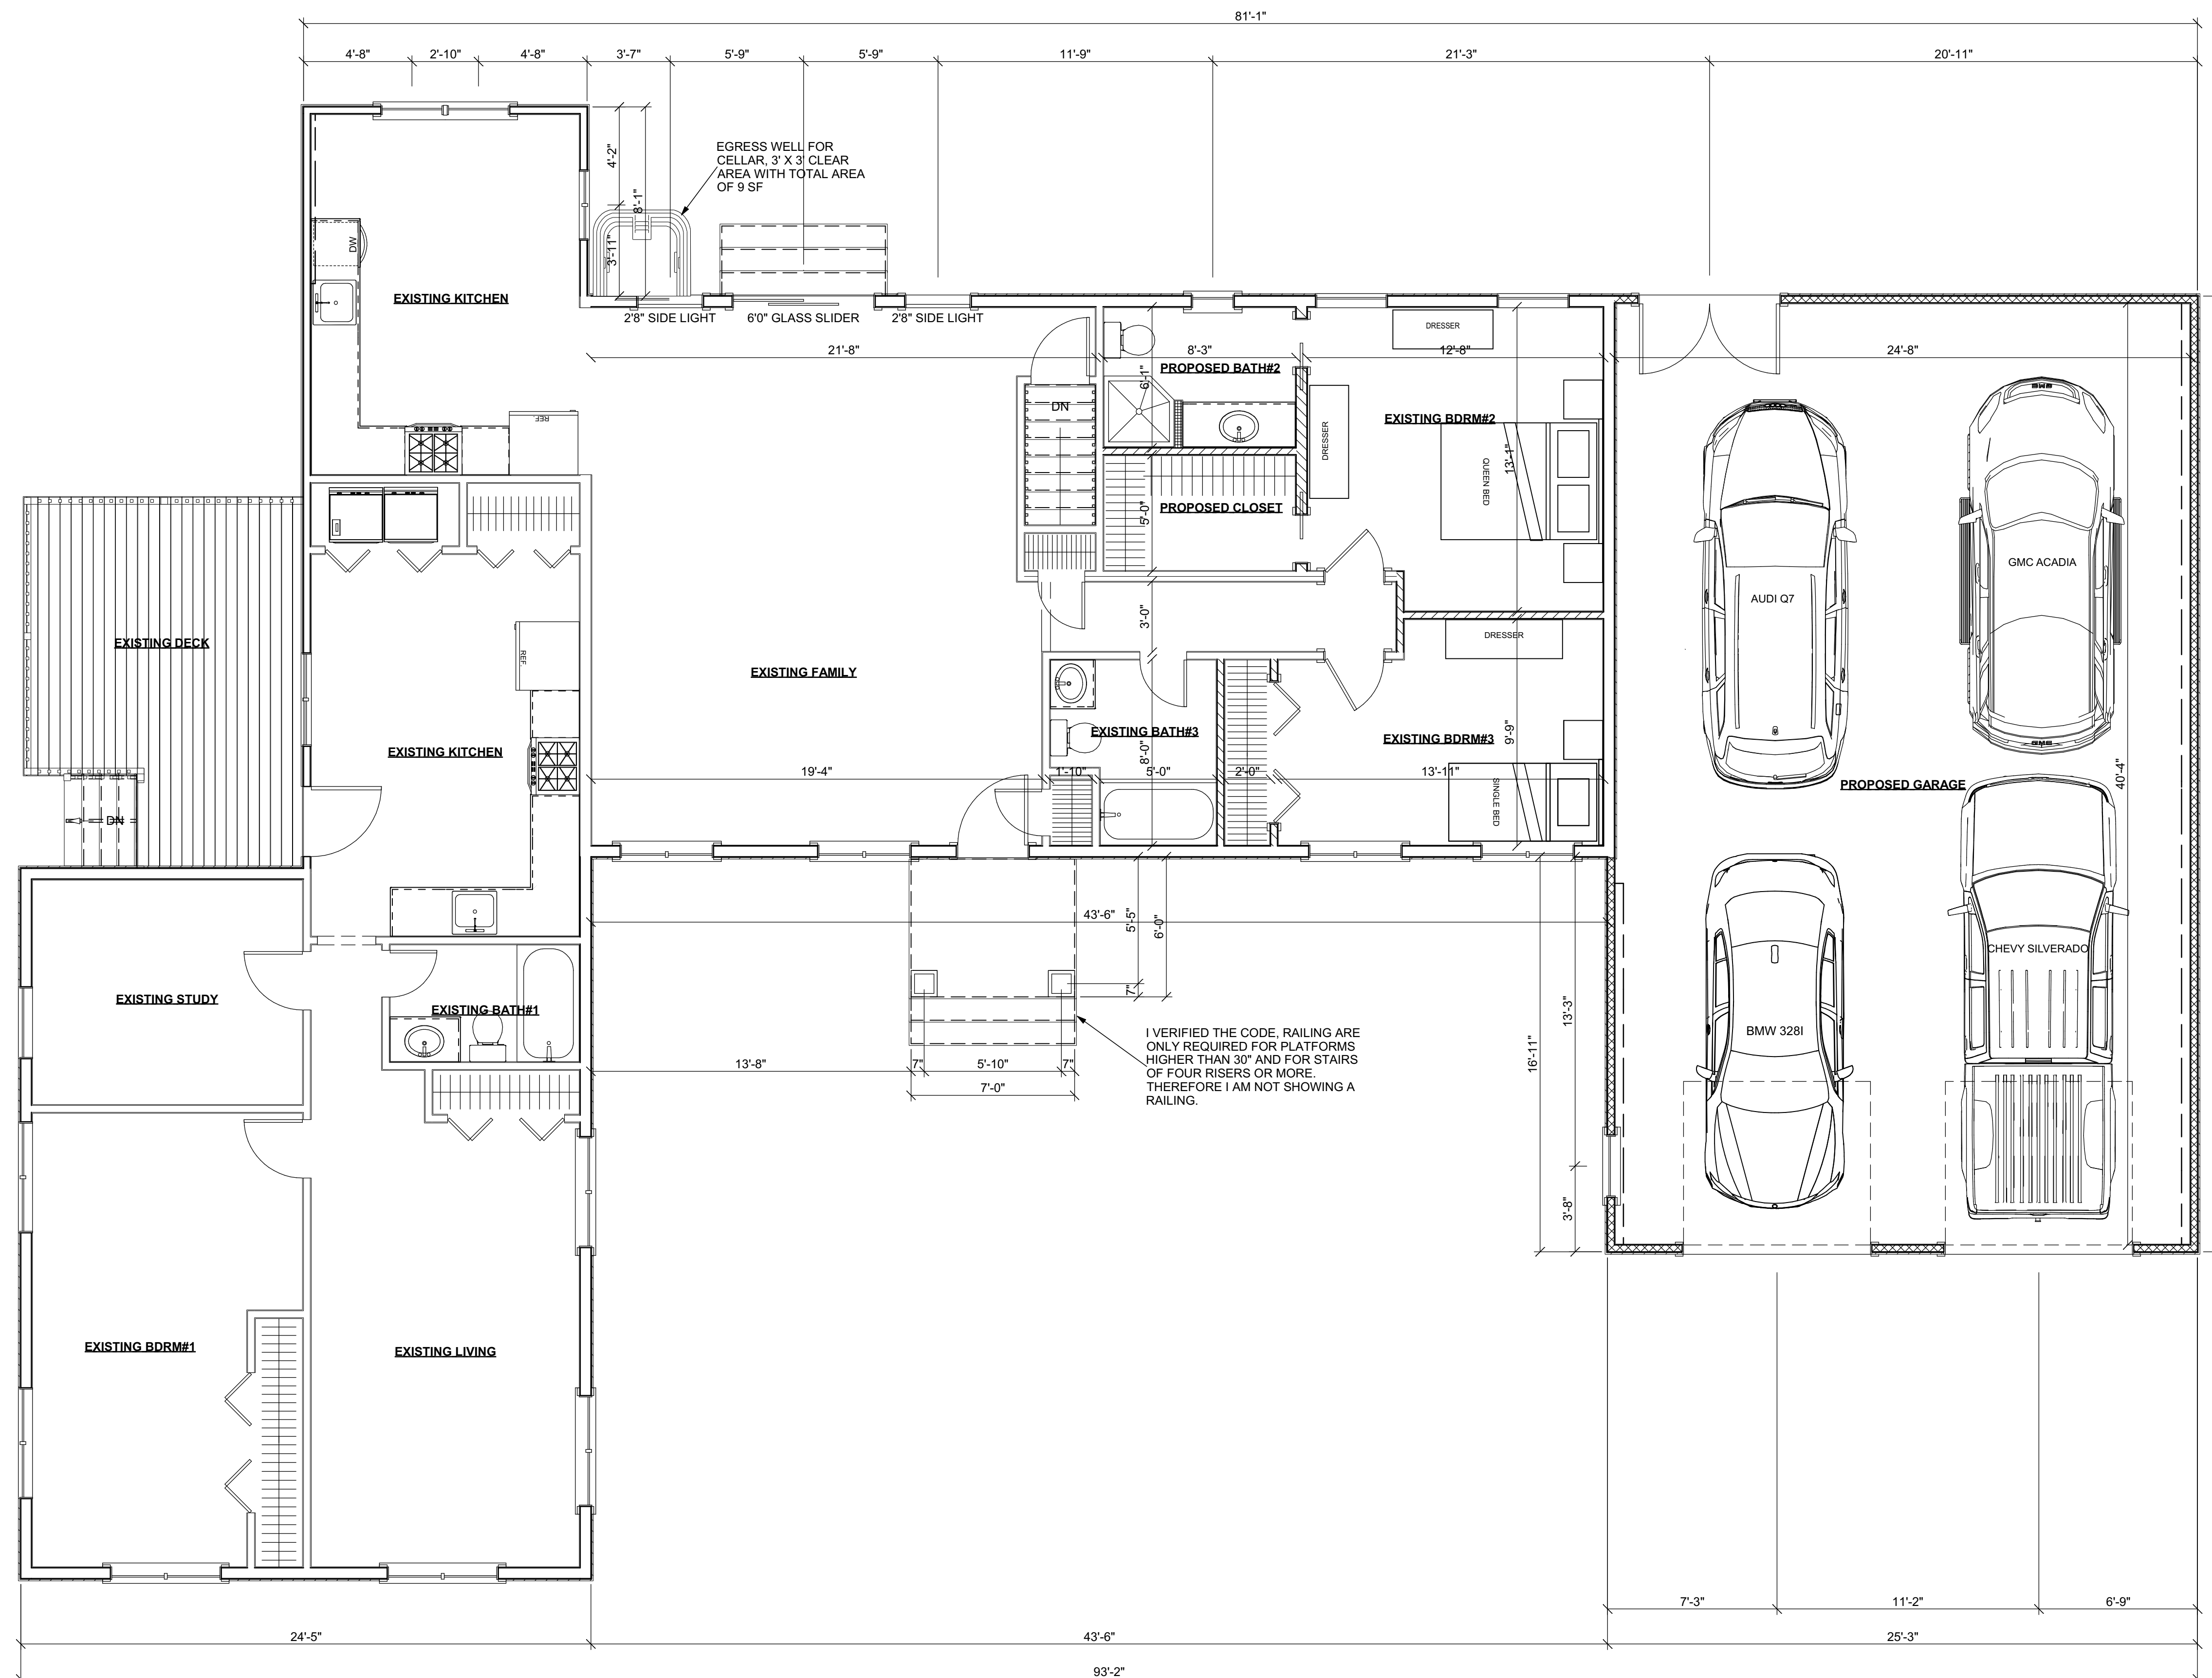 81'-1"
4'-8"
2'-10"
4'-8"
3'-7"
5'-9"
5'-9"
11'-9"
21'-3"
20'-11"
4'-2"
8'-1"
3'-11"
EGRESS WELL FOR
CELLAR, 3' X 3' CLEAR
AREA WITH TOTAL AREA
OF 9 SF
DW
EXISTING KITCHEN
2'8" SIDE LIGHT
6'0" GLASS SLIDER
2'8" SIDE LIGHT
DRESSER
21'-8"
8'-3"
12'-8"
24'-8"
PROPOSED BATH#2
6'-1"
DN
REF.
EXISTING BDRM#2
DRESSER
QUEEN BED
13'-1"
PROPOSED CLOSET
5'-0"
GMC ACADIA
AUDI Q7
3'-0"
DRESSER
EXISTING DECK
REF.
EXISTING FAMILY
EXISTING BATH#3
EXISTING BDRM#3
9'-9"
EXISTING KITCHEN
8'-0"
19'-4"
1'-10"
5'-0"
2'-0"
13'-11"
SINGLE BED
PROPOSED GARAGE
40'-4"
DN
43'-6"
5'-5"
6'-0"
7"
CHEVY SILVERADO
EXISTING STUDY
EXISTING BATH#1
13'-3"
16'-11"
BMW 328I
I VERIFIED THE CODE, RAILING ARE
ONLY REQUIRED FOR PLATFORMS
HIGHER THAN 30" AND FOR STAIRS
OF FOUR RISERS OR MORE.
THEREFORE I AM NOT SHOWING A
RAILING.
13'-8"
7"
5'-10"
7"
7'-0"
3'-8"
EXISTING BDRM#1
EXISTING LIVING
7'-3"
11'-2"
6'-9"
24'-5"
43'-6"
25'-3"
93'-2"